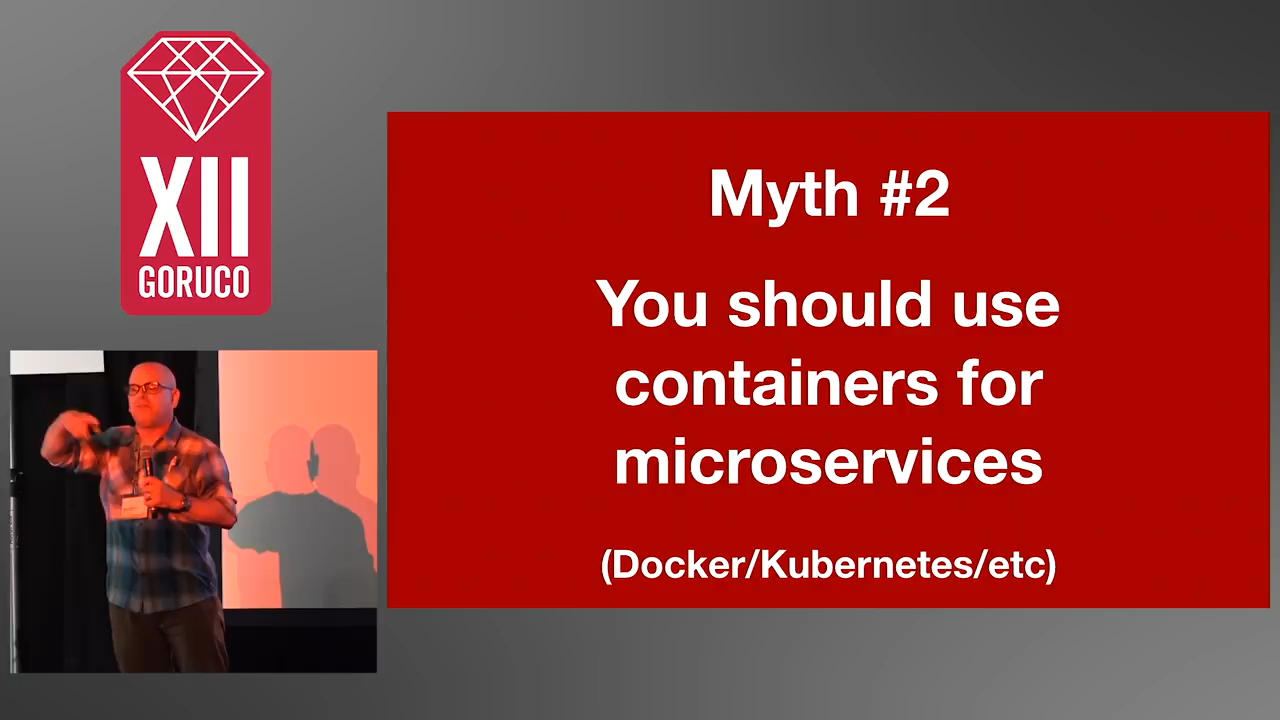 XII
GORUCO
Myth #2
You should use
containers for
microservices
(Docker/Kubernetes/etc)